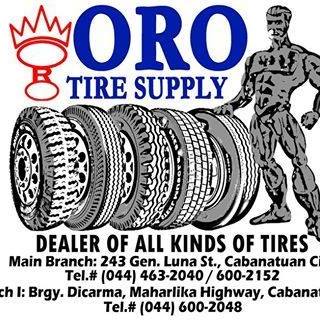 ORO
TIRE SUPPLY
DEALER OF ALL KINDS OF TIRES
Main Branch: 243 Gen. Luna St., Cabanatuan Ci
Tel.# (044) 463-2040 / 600-2152
ch I: Brgy. Dicarma, Maharlika Highway, Cabanat
Tel.# (044) 600-2048